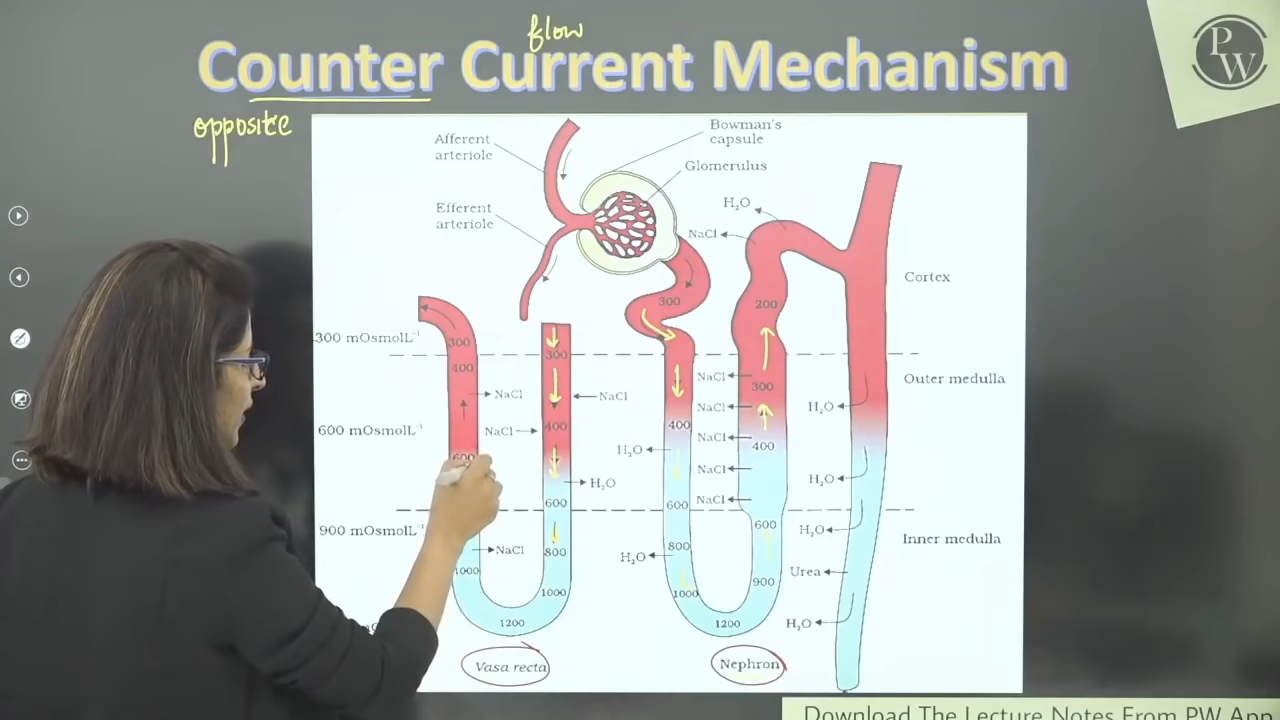 flow
Counter Current Mechanism
opposite
PW
Afferent
arteriole
Bowman's
capsule
Glomerulus
Efferent
arteriole
H₂O
NaCl
Cortex
300
200
300 mOsmolL⁻¹
300
300
400
Outer medulla
NaCl
300
NaCl
NaCl
NaCl
H₂O
600 mOsmolL⁻¹
NaCl
400
400
NaCl
400
H₂O
600
NaCl
H₂O
H₂O
600
600
NaCl
900 mOsmolL⁻¹
600
H₂O
Inner medulla
NaCl
800
H₂O
800
1000
1000
1000
900
Urea
1200
1200
H₂O
Vasa recta
Nephron
Download The Lecture Notes From PW App